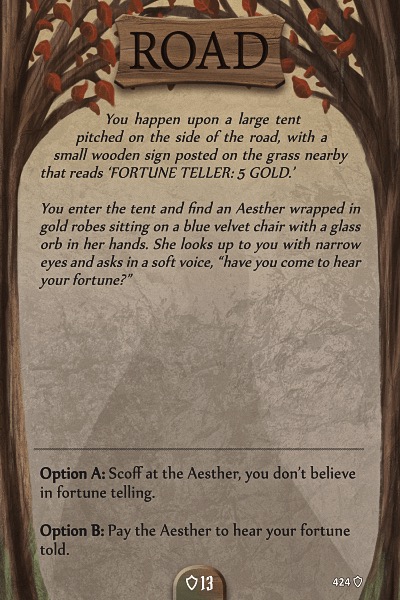 ROAD
You happen upon a large tent
pitched on the side of the road, with a
small wooden sign posted on the grass nearby
that reads ‘FORTUNE TELLER: 5 GOLD.’
You enter the tent and find an Aesther wrapped in
gold robes sitting on a blue velvet chair with a glass
orb in her hands. She looks up to you with narrow
eyes and asks in a soft voice, “have you come to hear
your fortune?”
Option A: Scoff at the Aesther, you don’t believe
in fortune telling.
Option B: Pay the Aesther to hear your fortune
told.
13
424